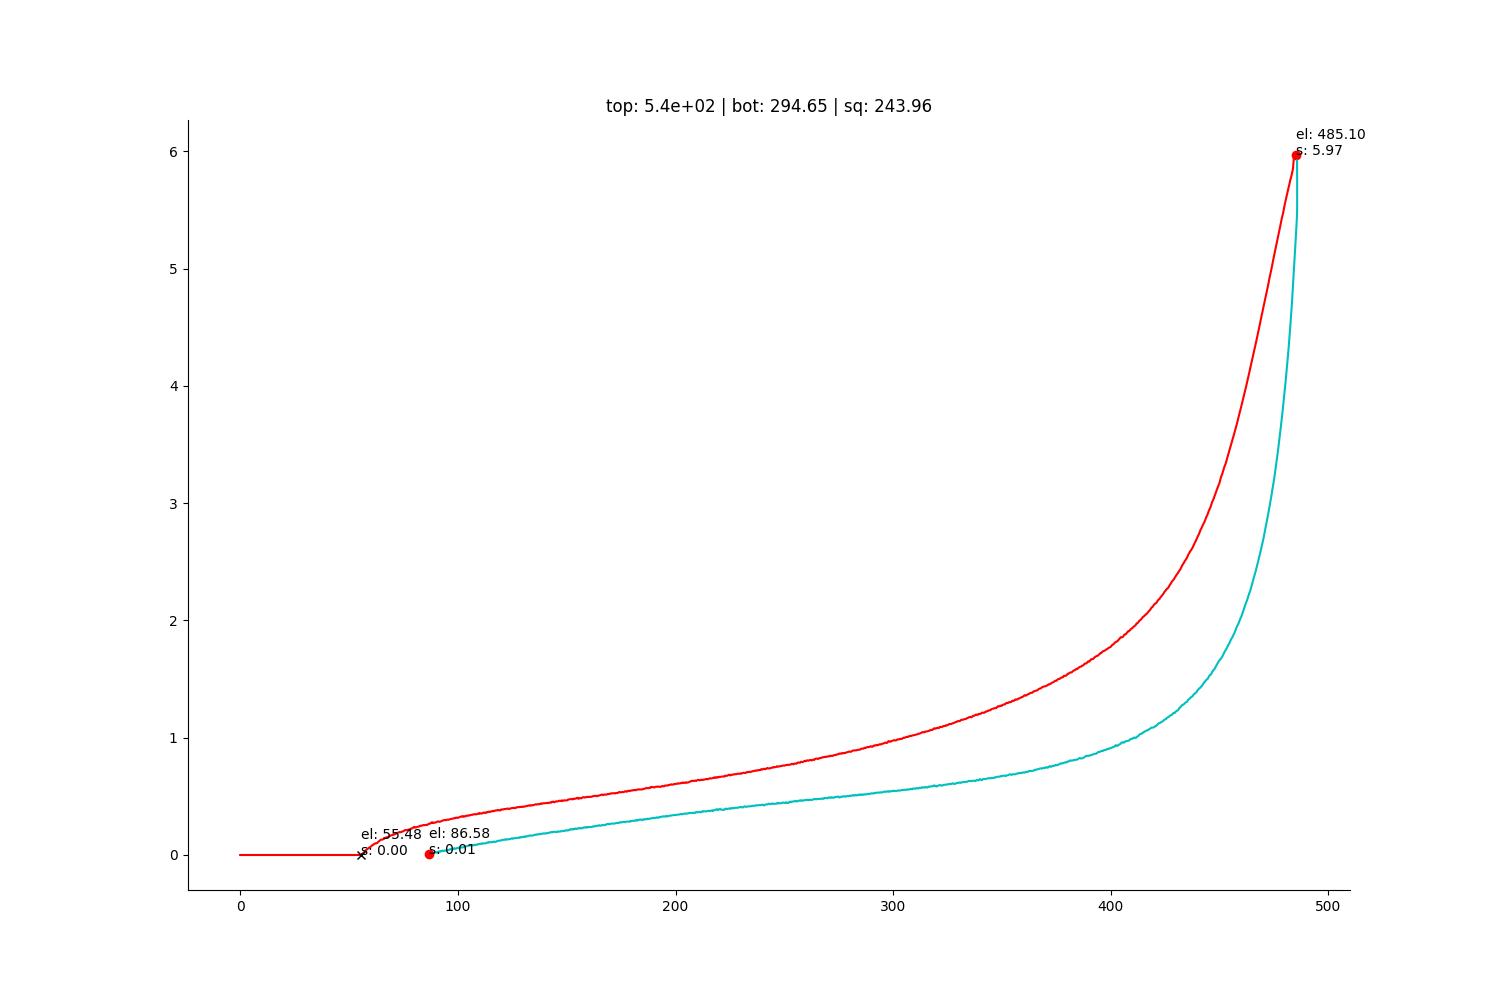 top: 5.4e+02 | bot: 294.65 | sq: 243.96
el: 485.10
s: 5.97
6
5
4
3
2
1
0
el: 55.48
s: 0.00
el: 86.58
s: 0.01
0
100
200
300
400
500